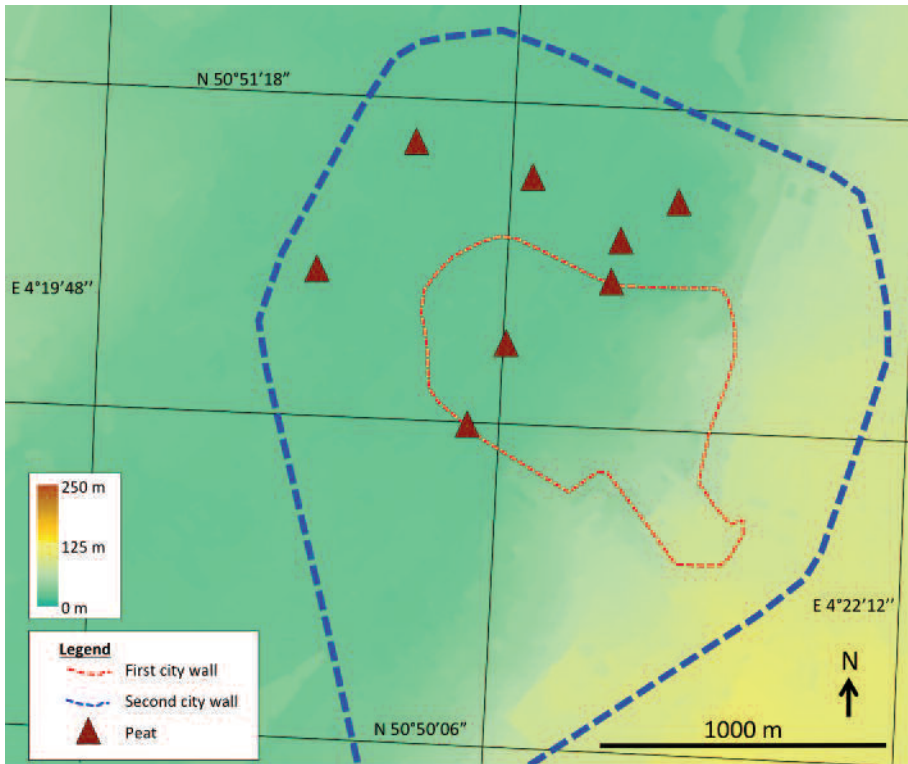 N 50°51’18”
E 4°19’48’’
250 m
125 m
0 m
E 4°22’12’’
Legend
First city wall
Second city wall
Peat
N 50°50’06”
N
1000 m